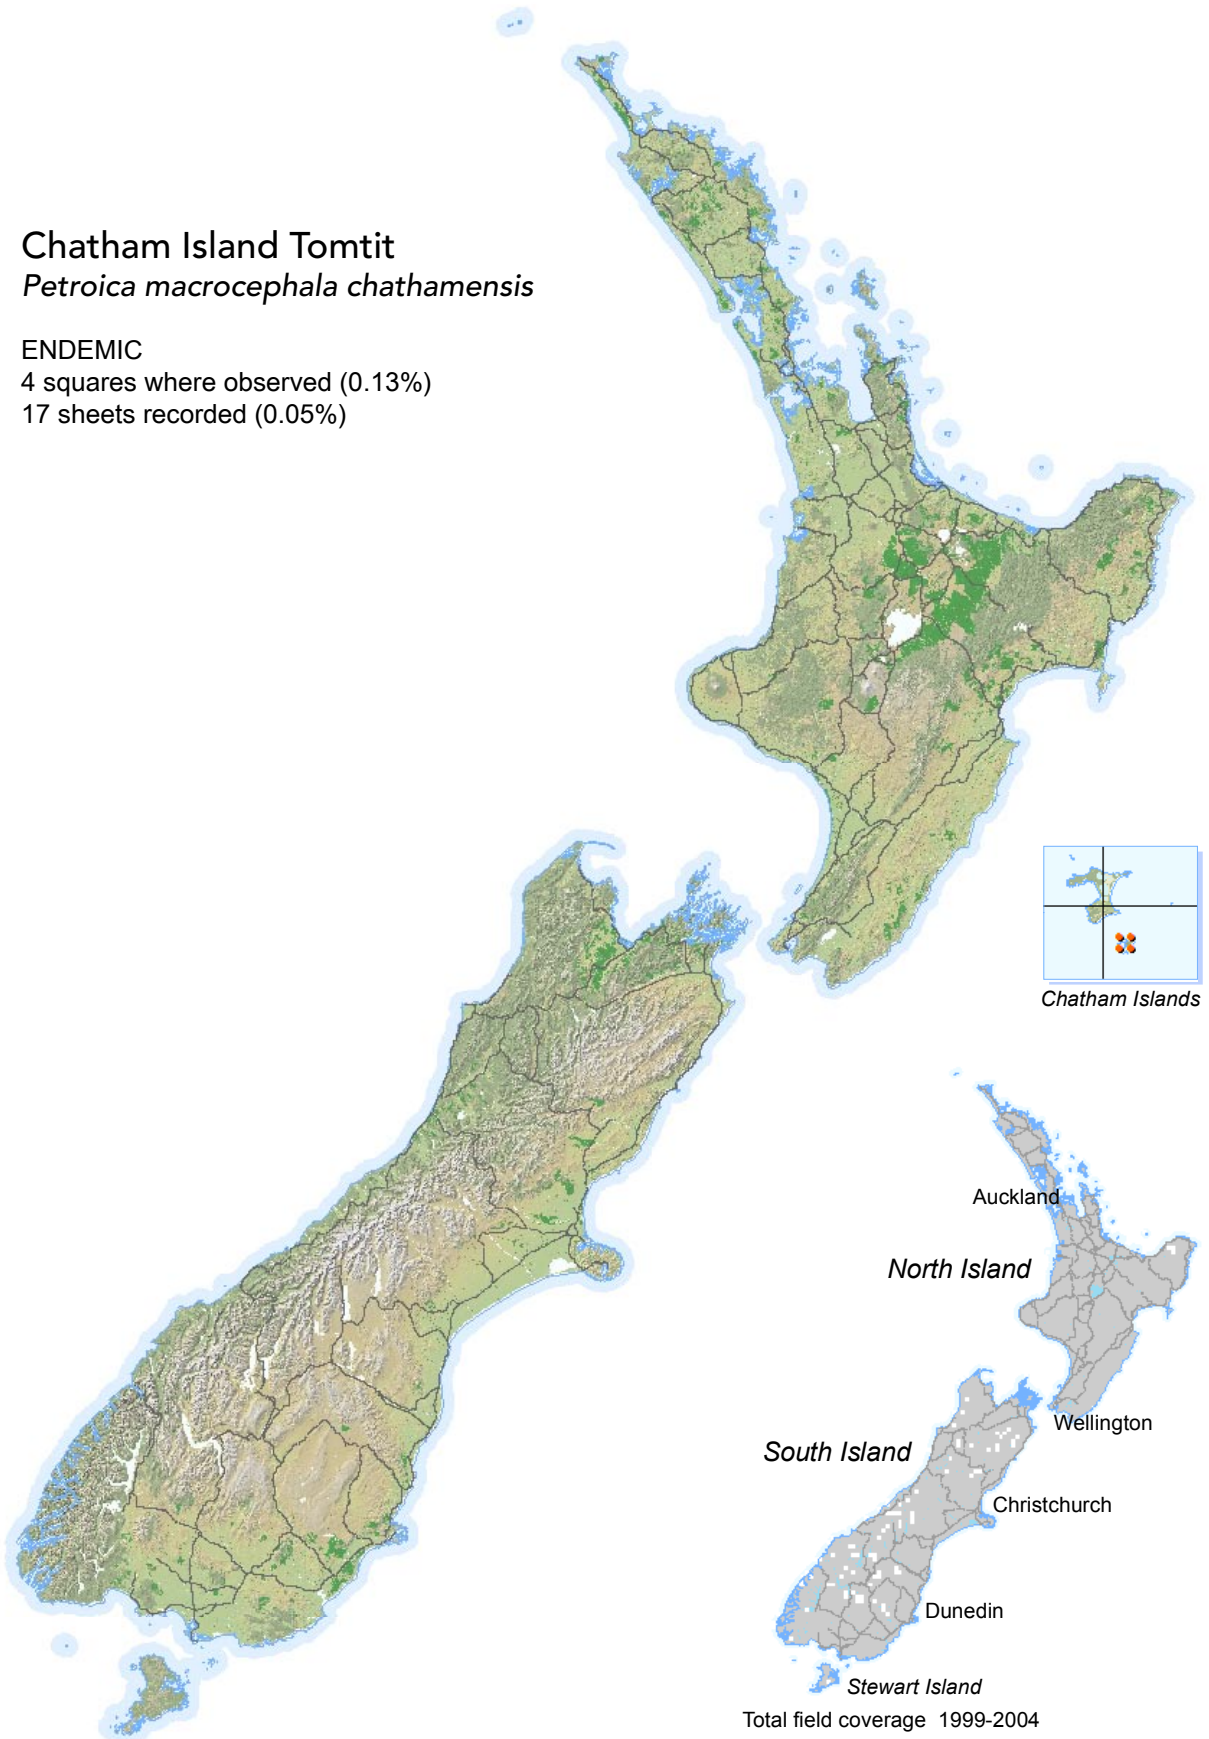 Chatham Island Tomtit
Petroica macrocephala chathamensis
ENDEMIC
4 squares where observed (0.13%)
17 sheets recorded (0.05%)
Chatham Islands
Auckland
North Island
Wellington
South Island
Christchurch
Dunedin
Stewart Island
Total field coverage 1999-2004